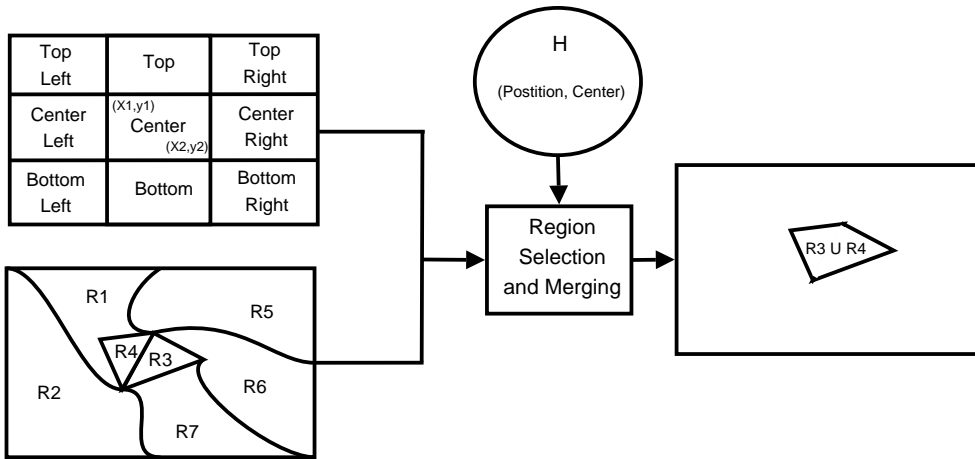 Top
Left
Top
Top
Right
Center
Left
(X1,y1)
Center
(X2,y2)
Center
Right
Bottom
Left
Bottom
Bottom
Right
H
(Postition, Center)
Region
Selection
and Merging
R3 U R4
R1
R5
R4
R3
R2
R6
R7